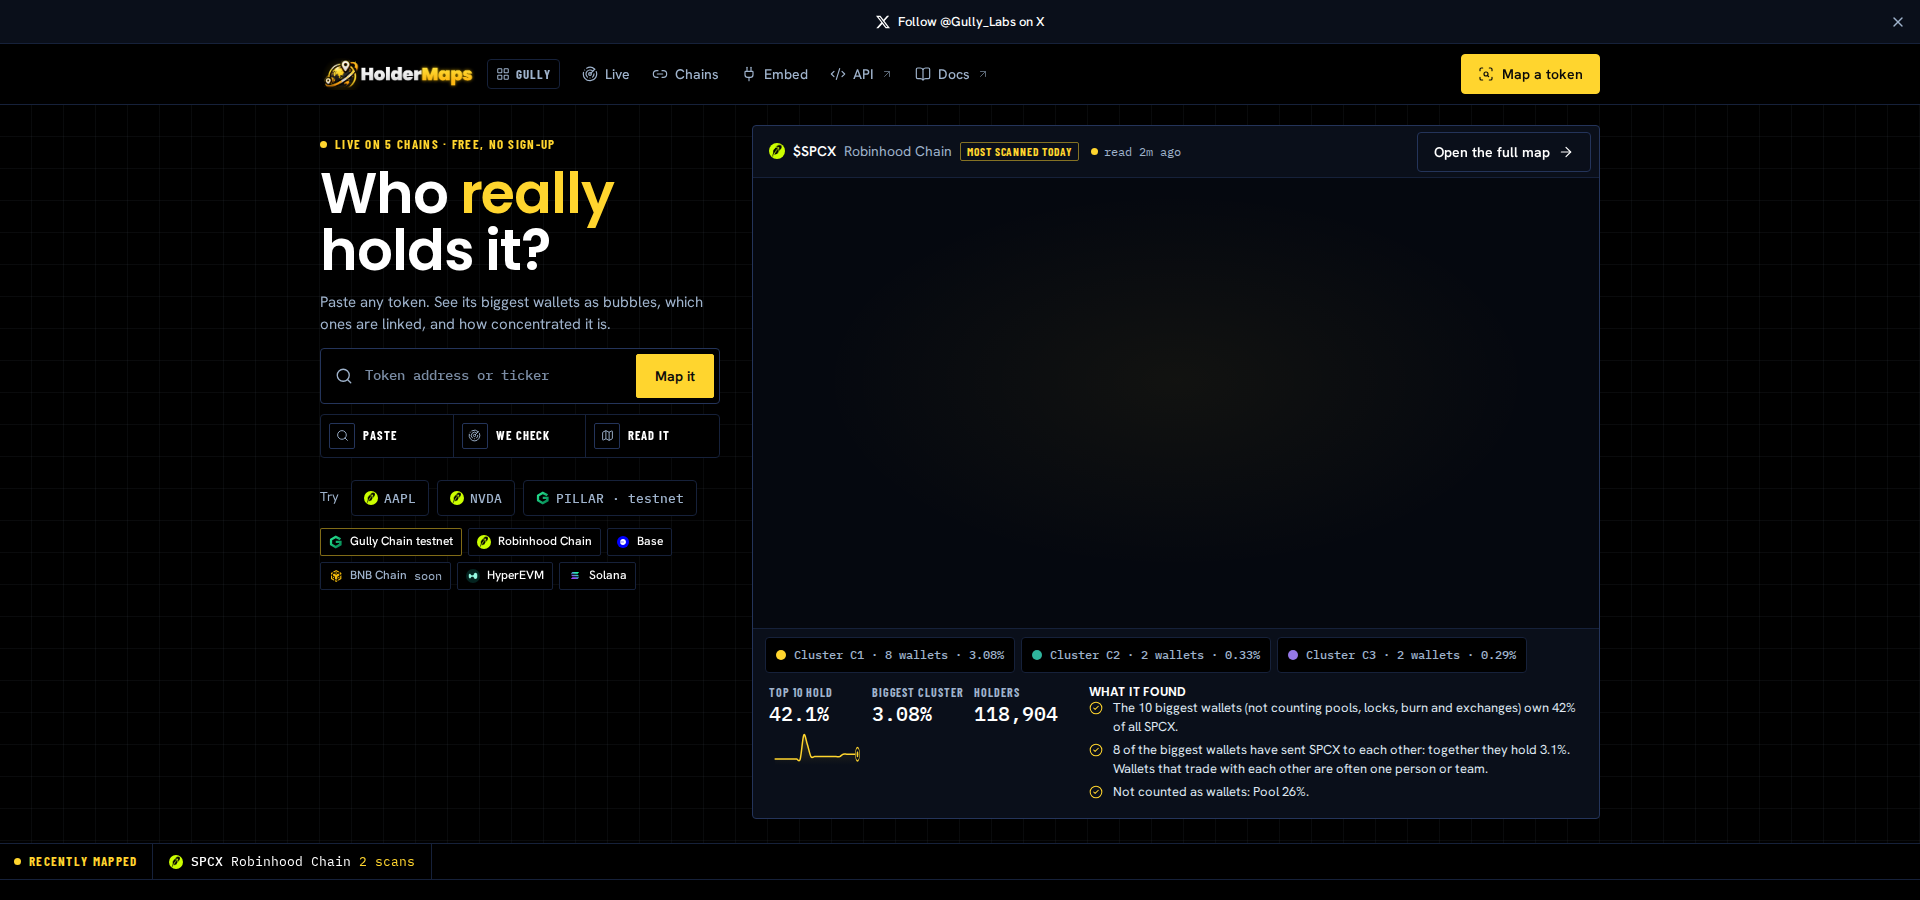 Follow @Gully_Labs on X
HolderMaps
GULLY
Live
Chains
Embed
API
Docs
Map a token
LIVE ON 5 CHAINS · FREE, NO SIGN-UP
Who really
holds it?
Paste any token. See its biggest wallets as bubbles, which
ones are linked, and how concentrated it is.
Token address or ticker
Map it
PASTE
WE CHECK
READ IT
Try
AAPL
NVDA
PILLAR · testnet
Gully Chain testnet
Robinhood Chain
Base
BNB Chain soon
HyperEVM
Solana
$SPCX Robinhood Chain
MOST SCANNED TODAY
read 2m ago
Open the full map
Cluster C1 · 8 wallets · 3.08%
Cluster C2 · 2 wallets · 0.33%
Cluster C3 · 2 wallets · 0.29%
TOP 10 HOLD
42.1%
BIGGEST CLUSTER
3.08%
HOLDERS
118,904
WHAT IT FOUND
The 10 biggest wallets (not counting pools, locks, burn and exchanges) own 42%
of all SPCX.
8 of the biggest wallets have sent SPCX to each other: together they hold 3.1%.
Wallets that trade with each other are often one person or team.
Not counted as wallets: Pool 26%.
RECENTLY MAPPED
SPCX Robinhood Chain 2 scans